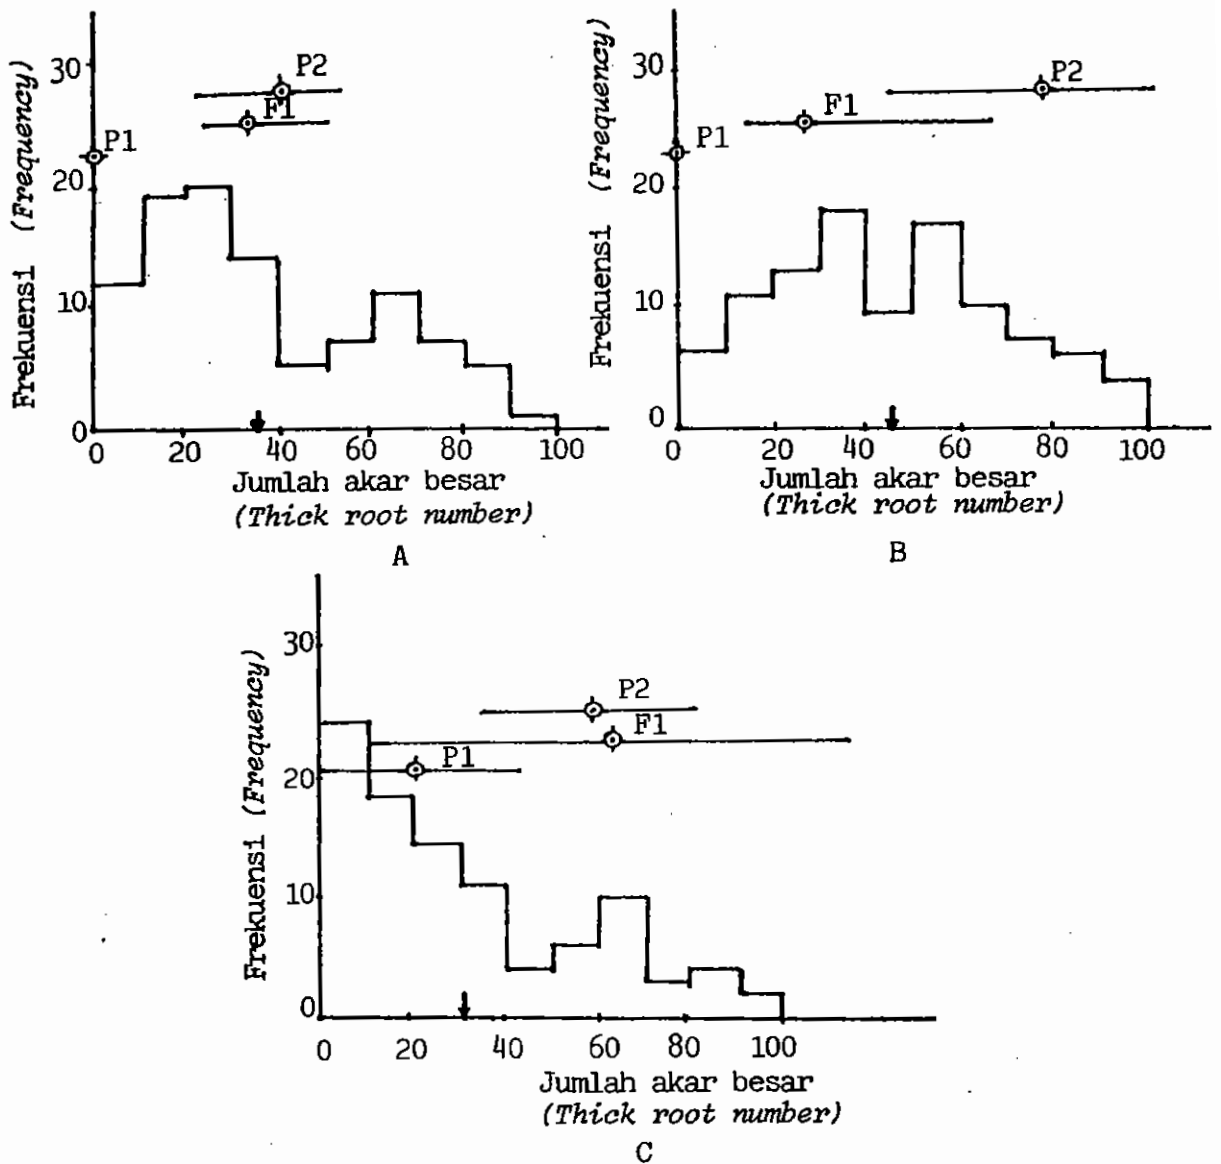 Frekuensi (Frequency)
30
20
10
0
P2
F1
P1
0 20 40 60 80 100
Jumlah akar besar
(Thick root number)
A
Frekuensi (Frequency)
30
20
10
0
P2
F1
P1
0 20 40 60 80 100
Jumlah akar besar
(Thick root number)
B
Frekuensi (Frequency)
30
20
10
0
P2
F1
P1
0 20 40 60 80 100
Jumlah akar besar
(Thick root number)
C